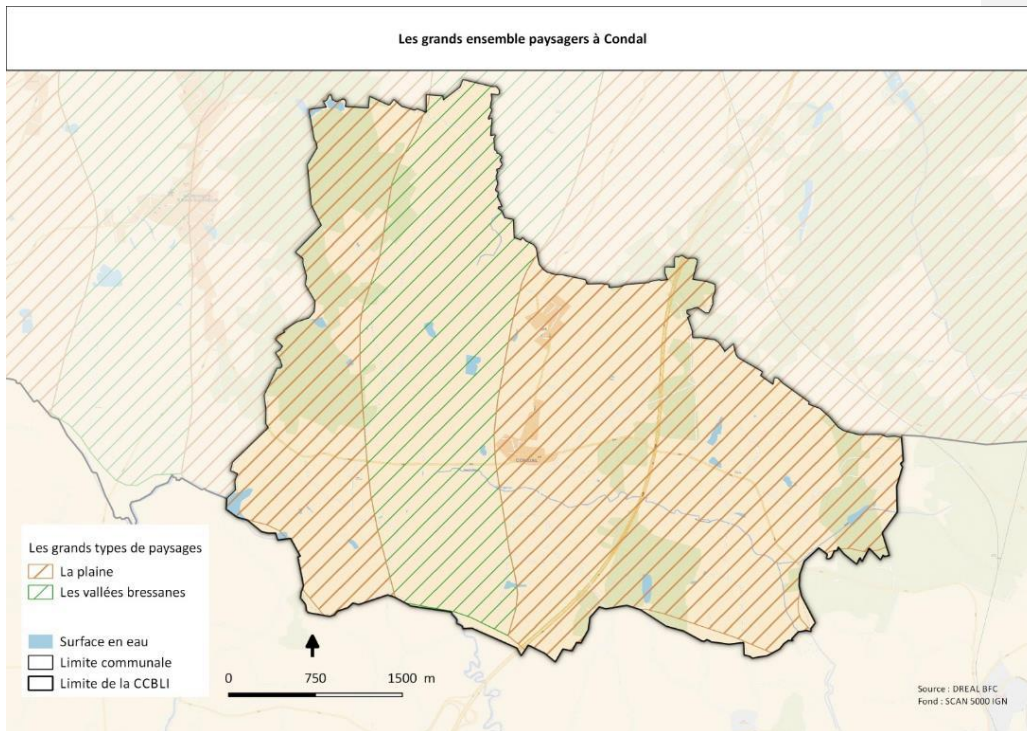 Les grands ensemble paysagers à Condal
Les grands types de paysages
La plaine
Les vallées bressanes
Surface en eau
Limite communale
Limite de la CCBLI
0 750 1500 m
Source : DREAL BFC
Fond : SCAN 5000 IGN